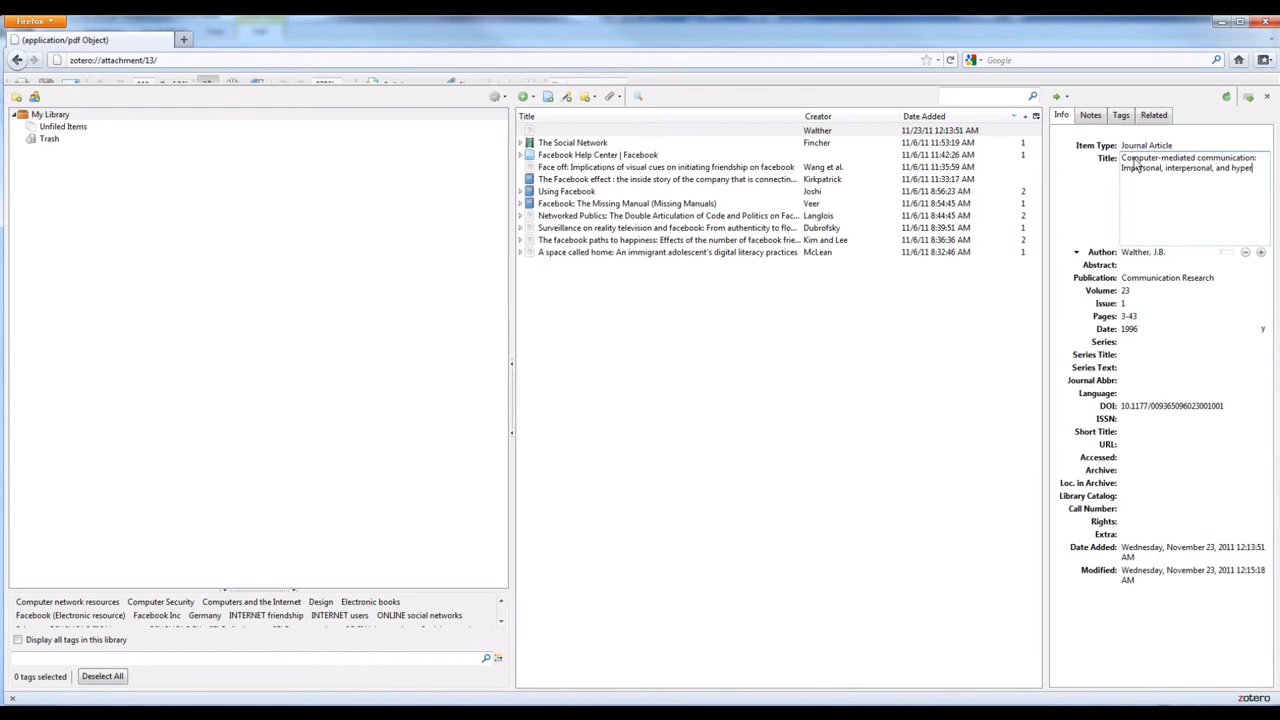 Firefox
(application/pdf Object)
zotero://attachment/13/
Google
My Library
Unfiled Items
Trash
Title Creator Date Added
Walther 11/23/11 12:13:51 AM
The Social Network Fincher 11/6/11 11:53:19 AM 1
Facebook Help Center | Facebook 11/6/11 11:42:26 AM 1
Face off: Implications of visual cues on initiating friendship on facebook Wang et al. 11/6/11 11:35:59 AM
The Facebook effect : the inside story of the company that is connectin... Kirkpatrick 11/6/11 11:33:17 AM
Using Facebook Joshi 11/6/11 8:56:23 AM 2
Facebook: The Missing Manual (Missing Manuals) Veer 11/6/11 8:54:45 AM 1
Networked Publics: The Double Articulation of Code and Politics on Fac... Langlois 11/6/11 8:44:45 AM 2
Surveillance on reality television and facebook: From authenticity to flo... Dubrofsky 11/6/11 8:39:51 AM 1
The facebook paths to happiness: Effects of the number of facebook frie... Kim and Lee 11/6/11 8:36:36 AM 2
A space called home: An immigrant adolescent's digital literacy practices McLean 11/6/11 8:32:46 AM 1
Info Notes Tags Related
Item Type: Journal Article
Title: Computer-mediated communication:
Impersonal, interpersonal, and hyper
Author: Walther, J.B.
Abstract:
Publication: Communication Research
Volume: 23
Issue: 1
Pages: 3-43
Date: 1996 y
Series:
Series Title:
Series Text:
Journal Abbr:
Language:
DOI: 10.1177/009365096023001001
ISSN:
Short Title:
URL:
Accessed:
Archive:
Loc. in Archive:
Library Catalog:
Call Number:
Rights:
Extra:
Date Added: Wednesday, November 23, 2011 12:13:51
AM
Modified: Wednesday, November 23, 2011 12:15:18
AM
Computer network resources Computer Security Computers and the Internet Design Electronic books
Facebook (Electronic resource) Facebook Inc Germany INTERNET friendship INTERNET users ONLINE social networks
Display all tags in this library
0 tags selected Deselect All
zotero